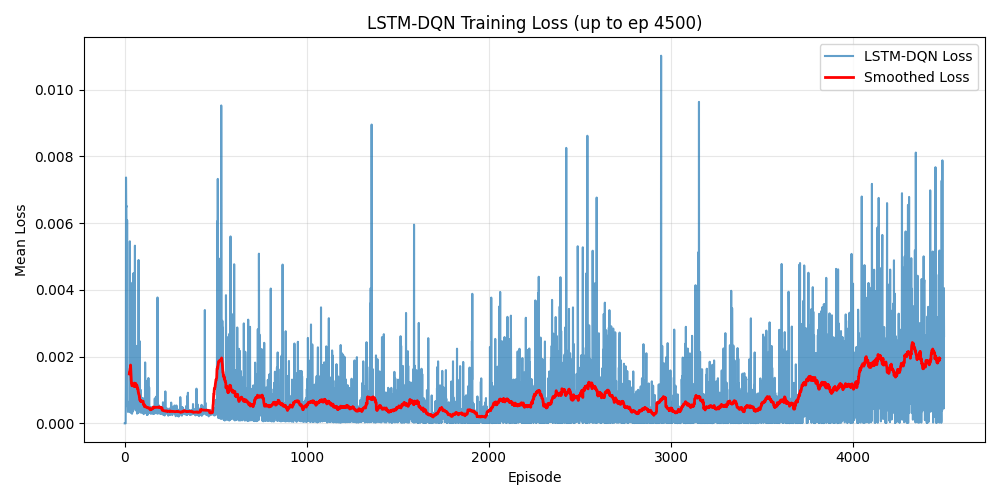 LSTM-DQN Training Loss (up to ep 4500)
LSTM-DQN Loss
Smoothed Loss
Mean Loss
0.010
0.008
0.006
0.004
0.002
0.000
0 1000 2000 3000 4000
Episode